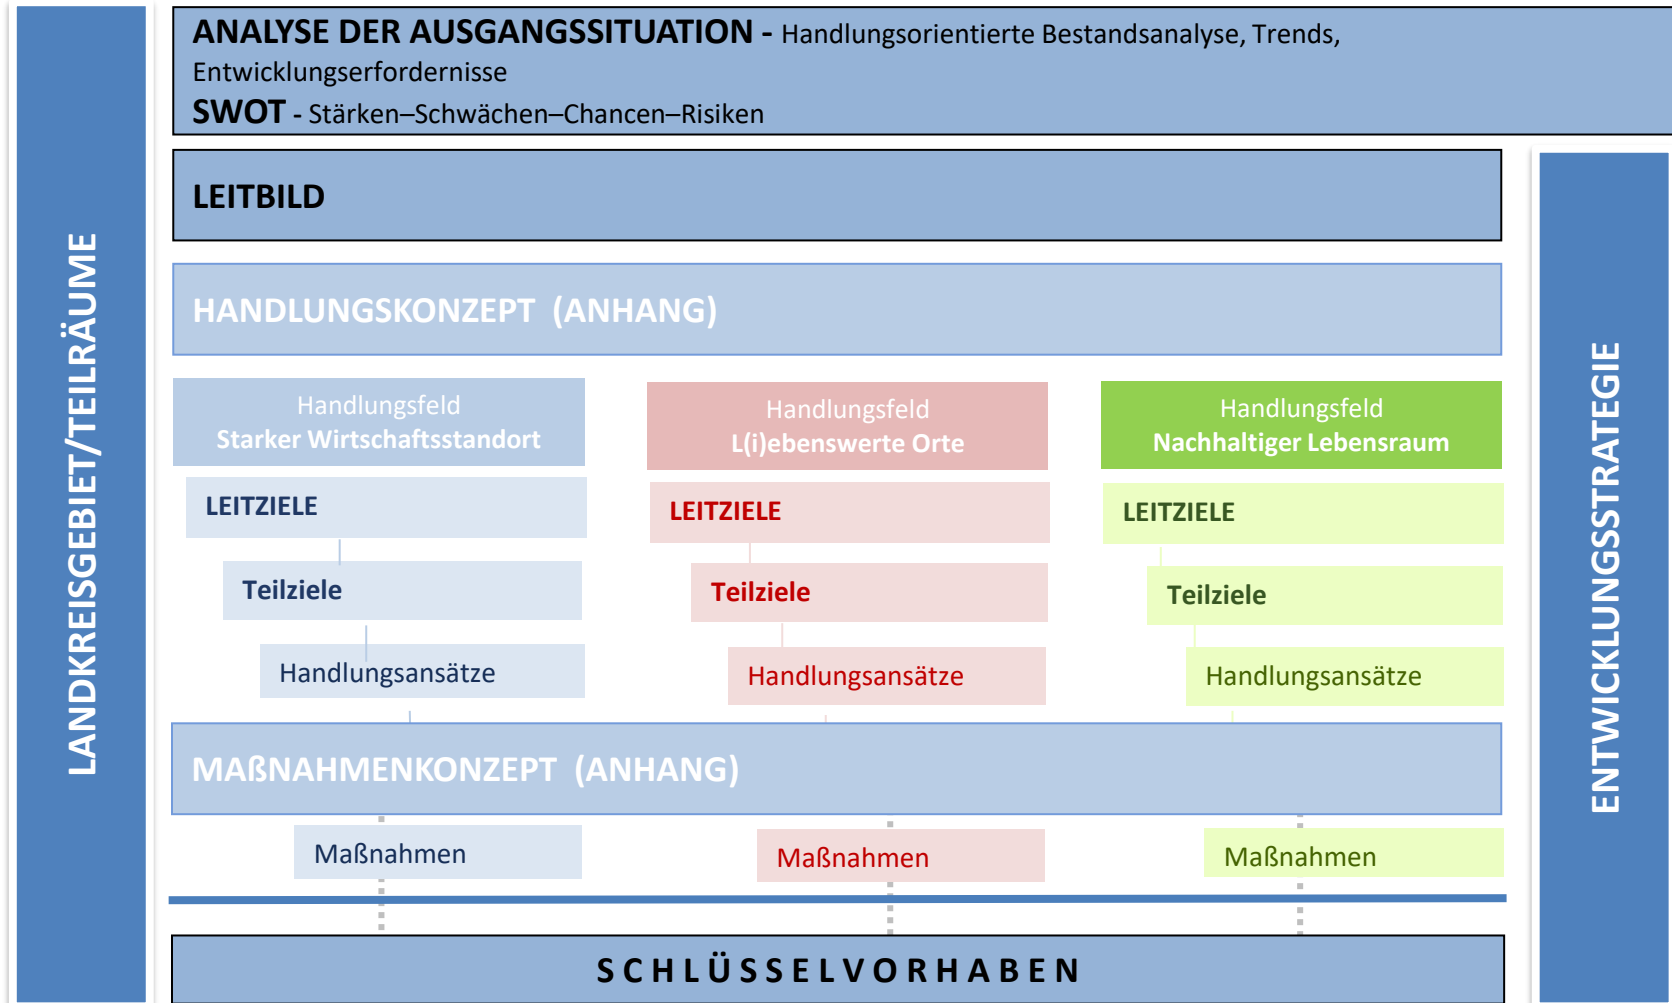 LANDKREISGEBIET/TEILRÄUME
ANALYSE DER AUSGANGSSITUATION - Handlungsorientierte Bestandsanalyse, Trends,
Entwicklungserfordernisse
SWOT - Stärken–Schwächen–Chancen–Risiken
LEITBILD
HANDLUNGSKONZEPT (ANHANG)
Handlungsfeld
Starker Wirtschaftsstandort
LEITZIELE
Teilziele
Handlungsansätze
Handlungsfeld
L(i)ebenswerte Orte
LEITZIELE
Teilziele
Handlungsansätze
Handlungsfeld
Nachhaltiger Lebensraum
LEITZIELE
Teilziele
Handlungsansätze
MAßNAHMENKONZEPT (ANHANG)
Maßnahmen
Maßnahmen
Maßnahmen
SCHLÜSSELVORHABEN
ENTWICKLUNGSSTRATEGIE